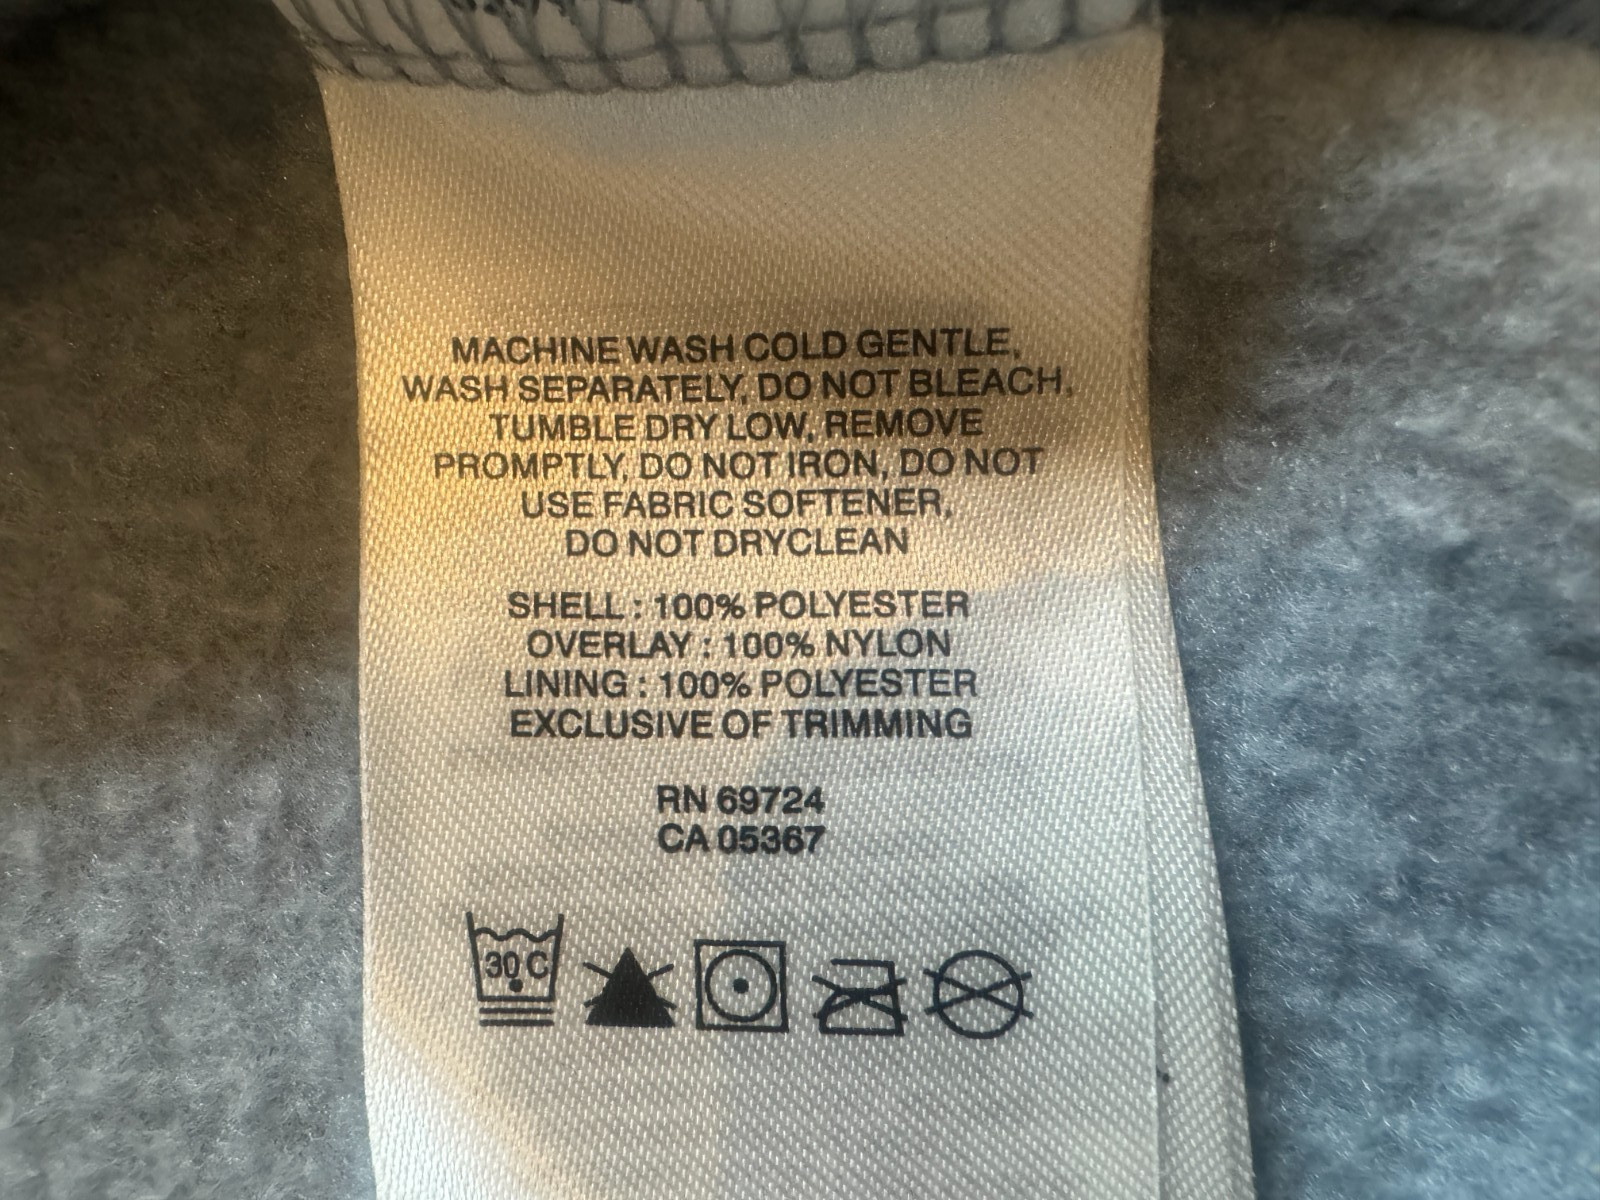 MACHINE WASH COLD GENTLE,
WASH SEPARATELY, DO NOT BLEACH,
TUMBLE DRY LOW, REMOVE
PROMPTLY, DO NOT IRON, DO NOT
USE FABRIC SOFTENER,
DO NOT DRYCLEAN
SHELL : 100% POLYESTER
OVERLAY : 100% NYLON
LINING : 100% POLYESTER
EXCLUSIVE OF TRIMMING
RN 69724
CA 05367
30 C